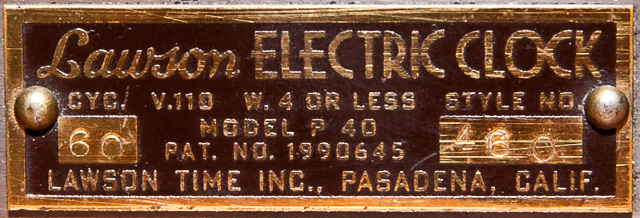 Lawson ELECTRIC CLOCK
CYC. V.110 W. 4 OR LESS STYLE NO.
60 MODEL P 40 460
PAT. NO. 1990645
LAWSON TIME INC., PASADENA, CALIF.